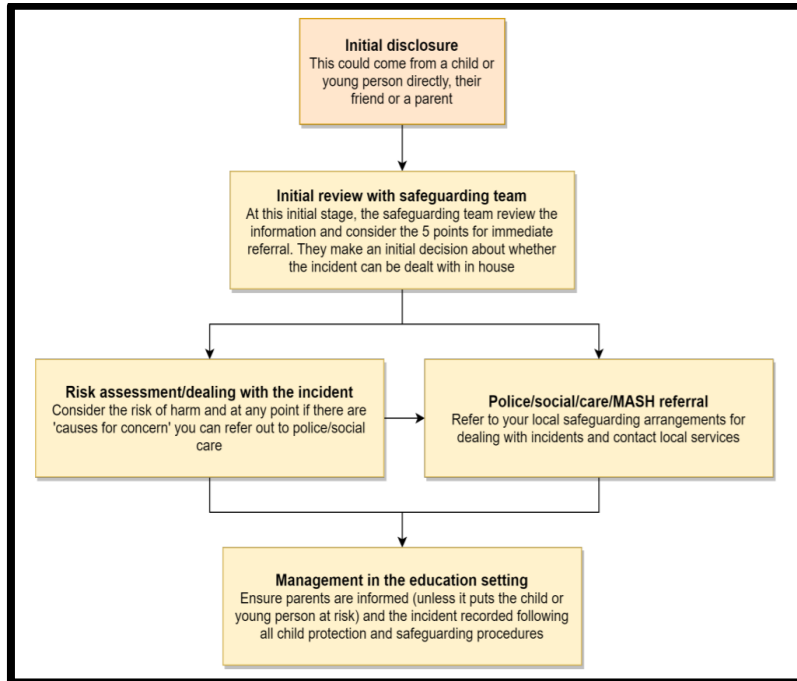 Initial disclosure
This could come from a child or
young person directly, their
friend or a parent
Initial review with safeguarding team
At this initial stage, the safeguarding team review the
information and consider the 5 points for immediate
referral. They make an initial decision about whether
the incident can be dealt with in house
Risk assessment/dealing with the incident
Consider the risk of harm and at any point if there are
'causes for concern' you can refer out to police/social
care
Police/social/care/MASH referral
Refer to your local safeguarding arrangements for
dealing with incidents and contact local services
Management in the education setting
Ensure parents are informed (unless it puts the child or
young person at risk) and the incident recorded following
all child protection and safeguarding procedures